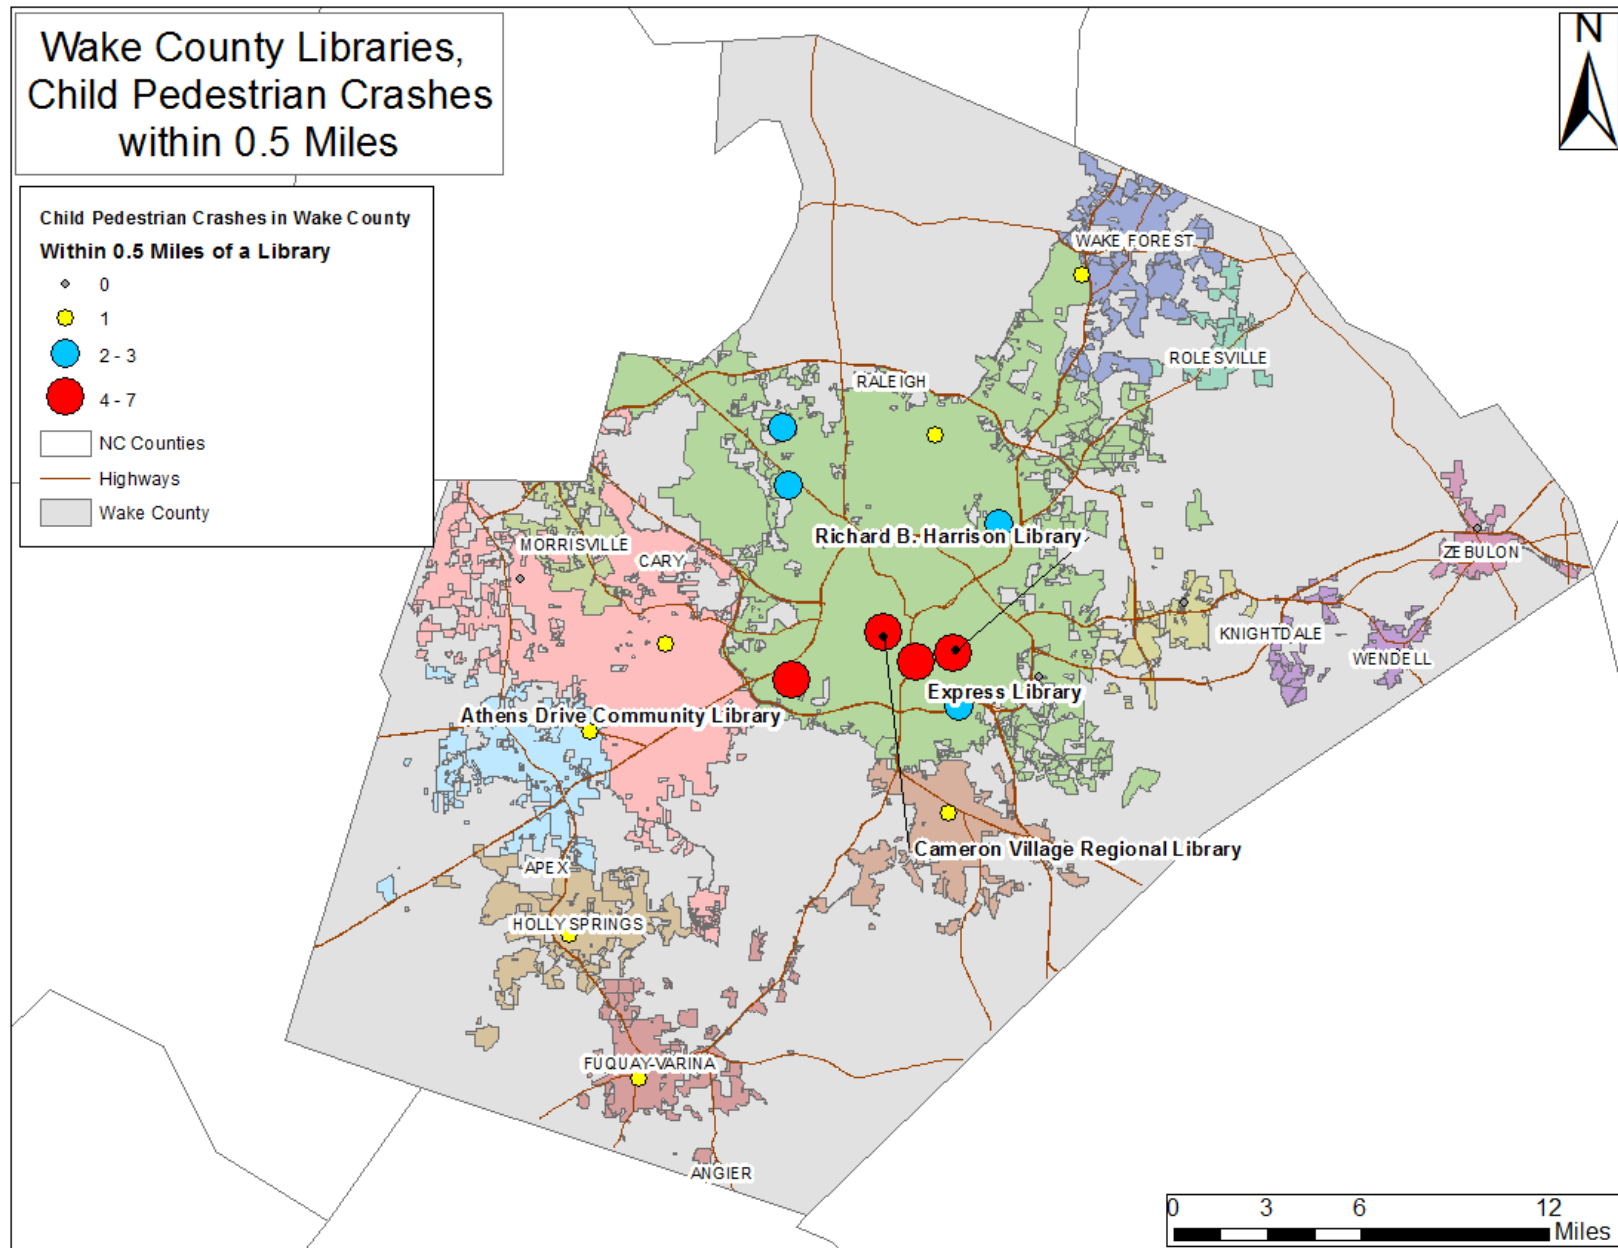 Wake County Libraries,
Child Pedestrian Crashes
within 0.5 Miles
N
Child Pedestrian Crashes in Wake County
Within 0.5 Miles of a Library
0
1
2 - 3
4 - 7
NC Counties
Highways
Wake County
WAKE FOREST
ROLESVILLE
RALEIGH
Richard B. Harrison Library
MORRISVILLE
CARY
ZEBULON
KNIGHTDALE
WENDELL
Express Library
Athens Drive Community Library
Cameron Village Regional Library
APEX
HOLLY SPRINGS
FUQUAY-VARINA
ANGIER
0 3 6 12
Miles